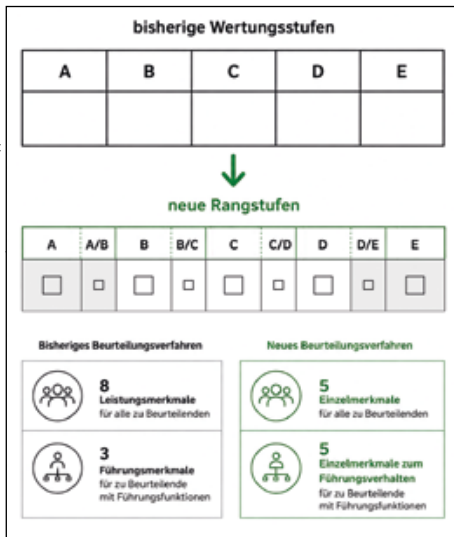 bisherige Wertungsstufen
A B C D E
neue Rangstufen
A A/B B B/C C C/D D D/E E
Bisheriges Beurteilungsverfahren
8
Leistungsmerkmale
für alle zu Beurteilenden
3
Führungsmerkmale
für zu Beurteilende
mit Führungsfunktionen
Neues Beurteilungsverfahren
5
Einzelmerkmale
für alle zu Beurteilenden
5
Einzelmerkmale zum
Führungsverhalten
für zu Beurteilende
mit Führungsfunktionen